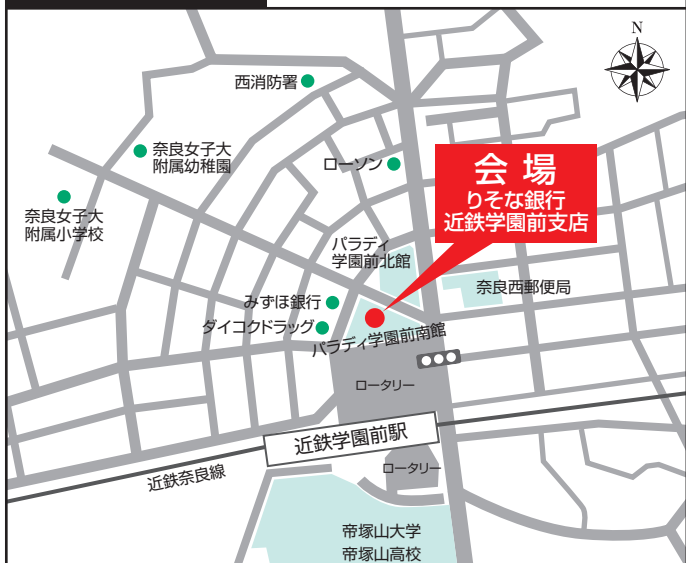 N
西消防署
奈良女子大
附属幼稚園
ローソン
会場
りそな銀行
近鉄学園前支店
奈良女子大
附属小学校
パラディ
学園前北館
奈良西郵便局
みずほ銀行
ダイコクドラッグ
パラディ学園前南館
ロータリー
近鉄学園前駅
近鉄奈良線
ロータリー
帝塚山大学
帝塚山高校